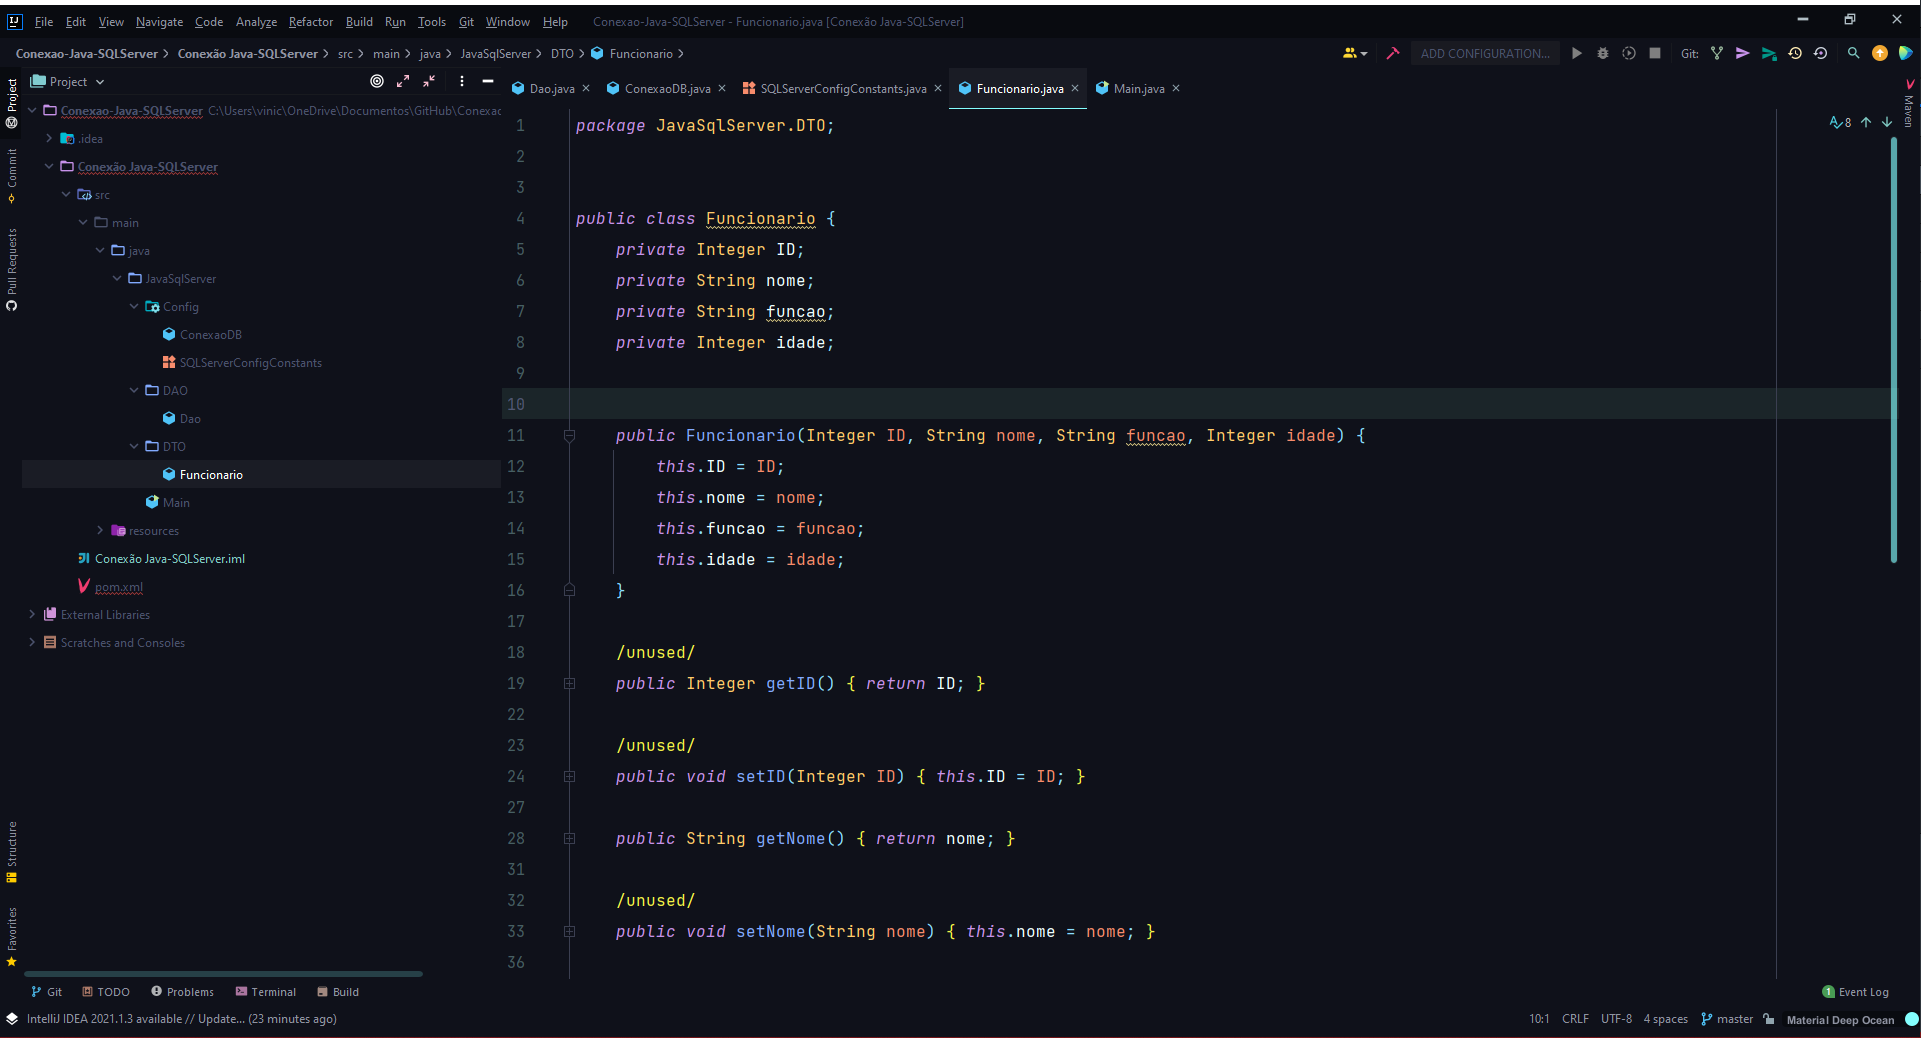 File Edit View Navigate Code Analyze Refactor Build Run Tools Git Window Help Conexao-Java-SQLServer - Funcionario.java [Conexão Java-SQLServer]
Conexao-Java-SQLServer Conexão Java-SQLServer src main java JavaSqlServer DTO Funcionario ADD CONFIGURATION... Git:
Project
Dao.java ConexaoDB.java SQLServerConfigConstants.java Funcionario.java Main.java
Project
Commit
Pull Requests
Structure
Favorites
Maven
Conexao-Java-SQLServer C:\Users\vinic\OneDrive\Documentos\GitHub\Conexac
.idea
Conexão Java-SQLServer
src
main
java
JavaSqlServer
Config
ConexaoDB
SQLServerConfigConstants
DAO
Dao
DTO
Funcionario
Main
resources
Conexão Java-SQLServer.iml
pom.xml
External Libraries
Scratches and Consoles
8
1 package JavaSqlServer.DTO;
2
3
4 public class Funcionario {
5 private Integer ID;
6 private String nome;
7 private String funcao;
8 private Integer idade;
9
10
11 public Funcionario(Integer ID, String nome, String funcao, Integer idade) {
12 this.ID = ID;
13 this.nome = nome;
14 this.funcao = funcao;
15 this.idade = idade;
16 }
17
18 /unused/
19 public Integer getID() { return ID; }
22
23 /unused/
24 public void setID(Integer ID) { this.ID = ID; }
27
28 public String getNome() { return nome; }
31
32 /unused/
33 public void setNome(String nome) { this.nome = nome; }
36
Git TODO Problems Terminal Build 1 Event Log
IntelliJ IDEA 2021.1.3 available // Update... (23 minutes ago) 10:1 CRLF UTF-8 4 spaces master Material Deep Ocean